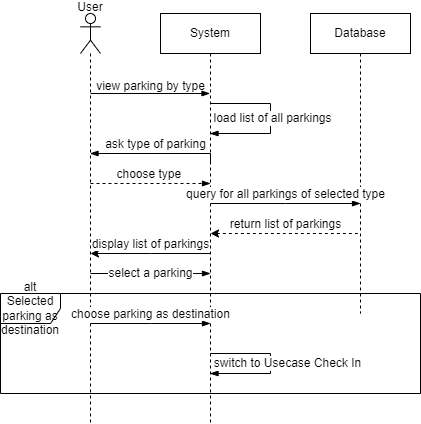 User
System
Database
view parking by type
load list of all parkings
ask type of parking
choose type
query for all parkings of selected type
return list of parkings
display list of parkings
select a parking
alt
Selected
parking as
destination
choose parking as destination
switch to Usecase Check In